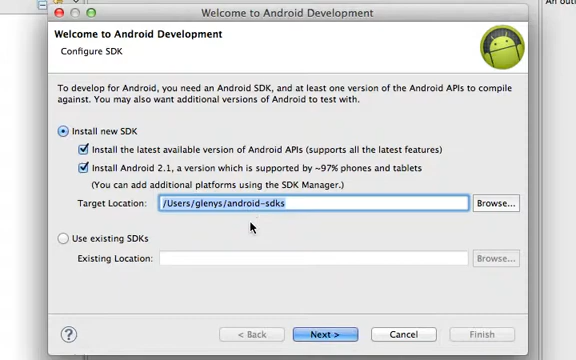 An out
Welcome to Android Development
Welcome to Android Development
Configure SDK
To develop for Android, you need an Android SDK, and at least one version of the Android APIs to compile
against. You may also want additional versions of Android to test with.
Install new SDK
Install the latest available version of Android APIs (supports all the latest features)
Install Android 2.1, a version which is supported by ~97% phones and tablets
(You can add additional platforms using the SDK Manager.)
Target Location: /Users/glenys/android-sdks Browse...
Use existing SDKs
Existing Location: Browse...
? < Back Next > Cancel Finish